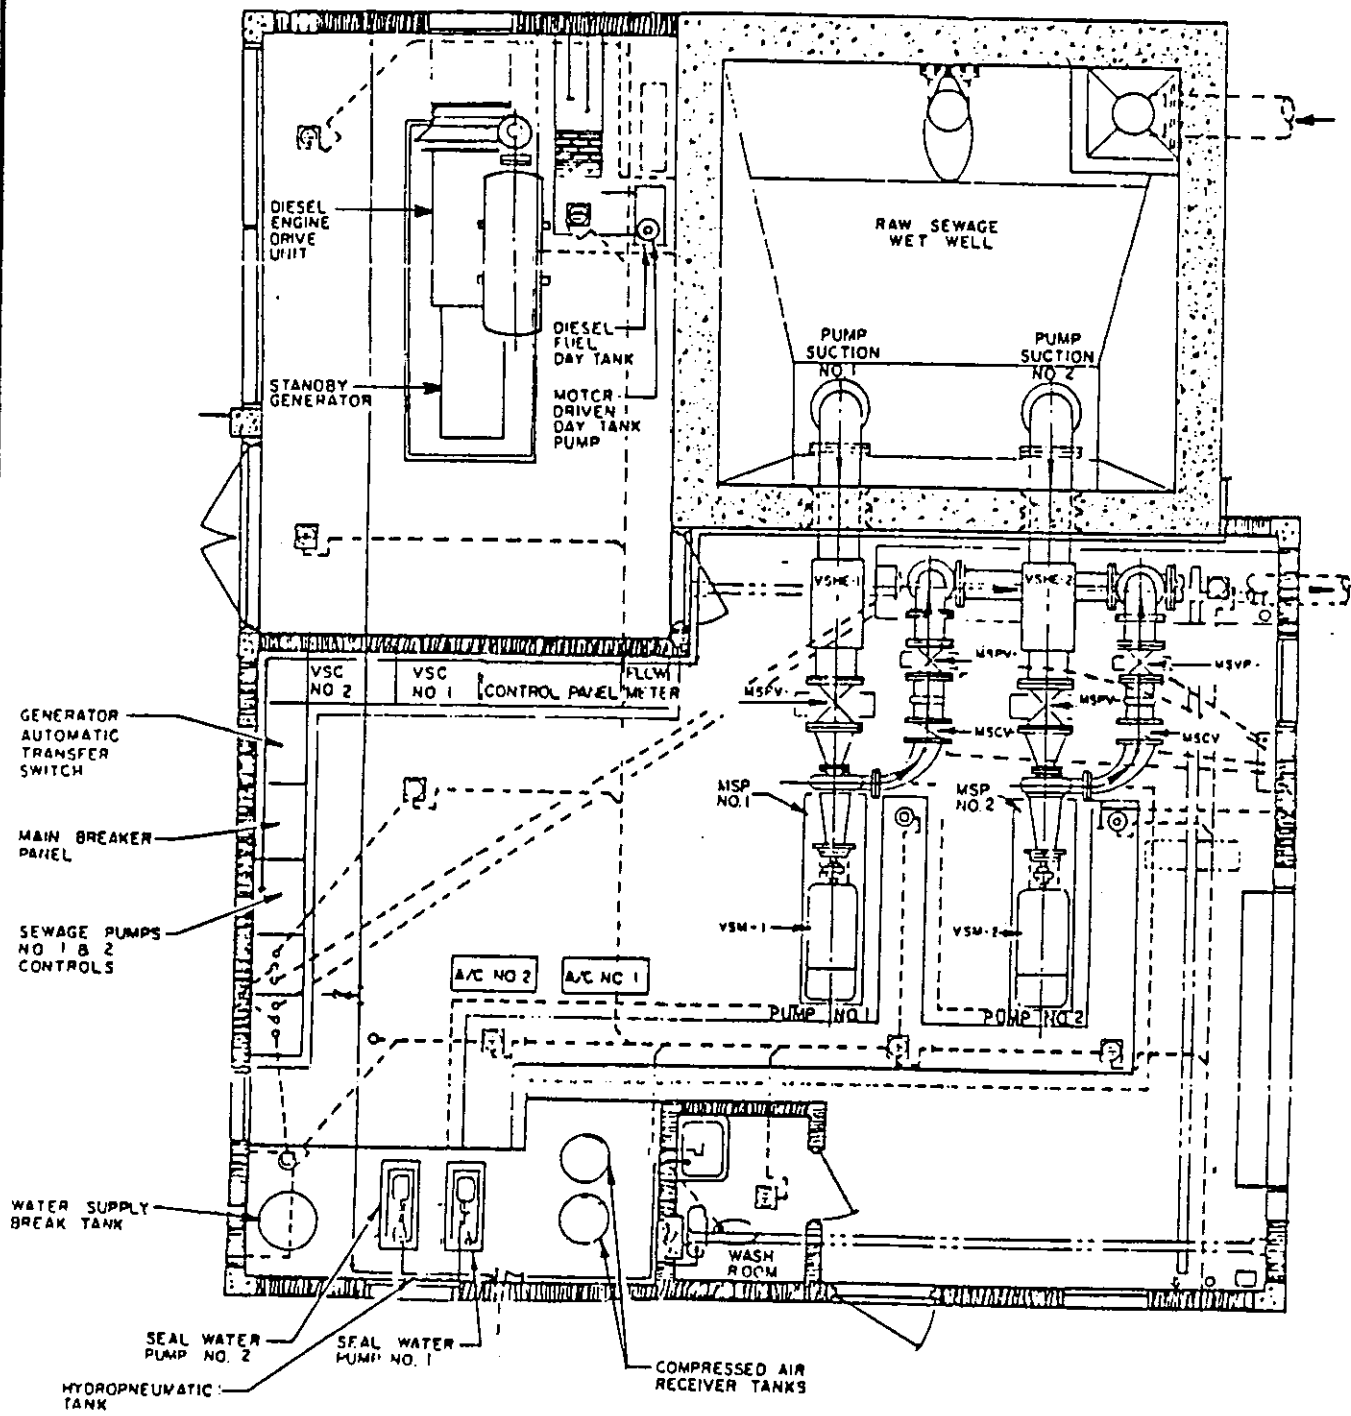 DIESEL
ENGINE
DRIVE
UNIT
STANDBY
GENERATOR
DIESEL
FUEL
DAY TANK
MOTCR
DRIVEN
DAY TANK
PUMP
RAW SEWAGE
WET WELL
PUMP
SUCTION
NO 1
PUMP
SUCTION
NO 2
VSHE-1
VSHE-2
VSC
NO 2
VSC
NO 1
CONTROL PANEL
FLCW
METER
MSPV
MSPV
MSPV
MSVP
MSCV
MSCV
GENERATOR
AUTOMATIC
TRANSFER
SWITCH
MAIN BREAKER
PANEL
SEWAGE PUMPS
NO 1 & 2
CONTROLS
MSP
NO.1
MSP
NO.2
VSM-1
VSM-2
A/C NO 2
A/C NO 1
PUMP NO 1
PUMP NO 2
WATER SUPPLY
BREAK TANK
WASH
ROOM
SEAL WATER
PUMP NO. 2
SEAL WATER
PUMP NO. 1
HYDROPNEUMATIC
TANK
COMPRESSED AIR
RECEIVER TANKS